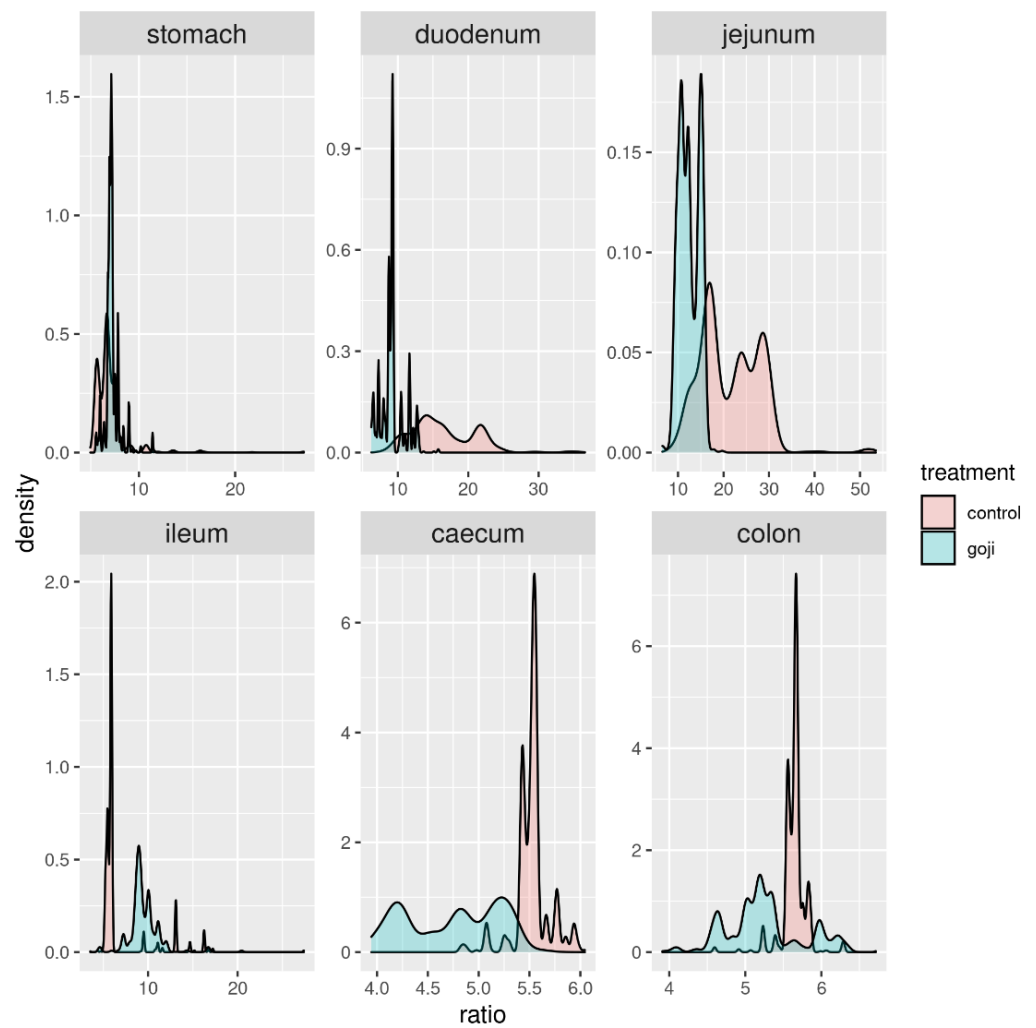 stomach duodenum jejunum
1.5
1.0
0.5
0.0
10 20
0.9
0.6
0.3
0.0
10 20 30
0.15
0.10
0.05
0.00
10 20 30 40 50
density
ileum caecum colon
2.0
1.5
1.0
0.5
0.0
10 20
6
4
2
0
4.0 4.5 5.0 5.5 6.0
6
4
2
0
4 5 6
ratio
treatment
control
goji